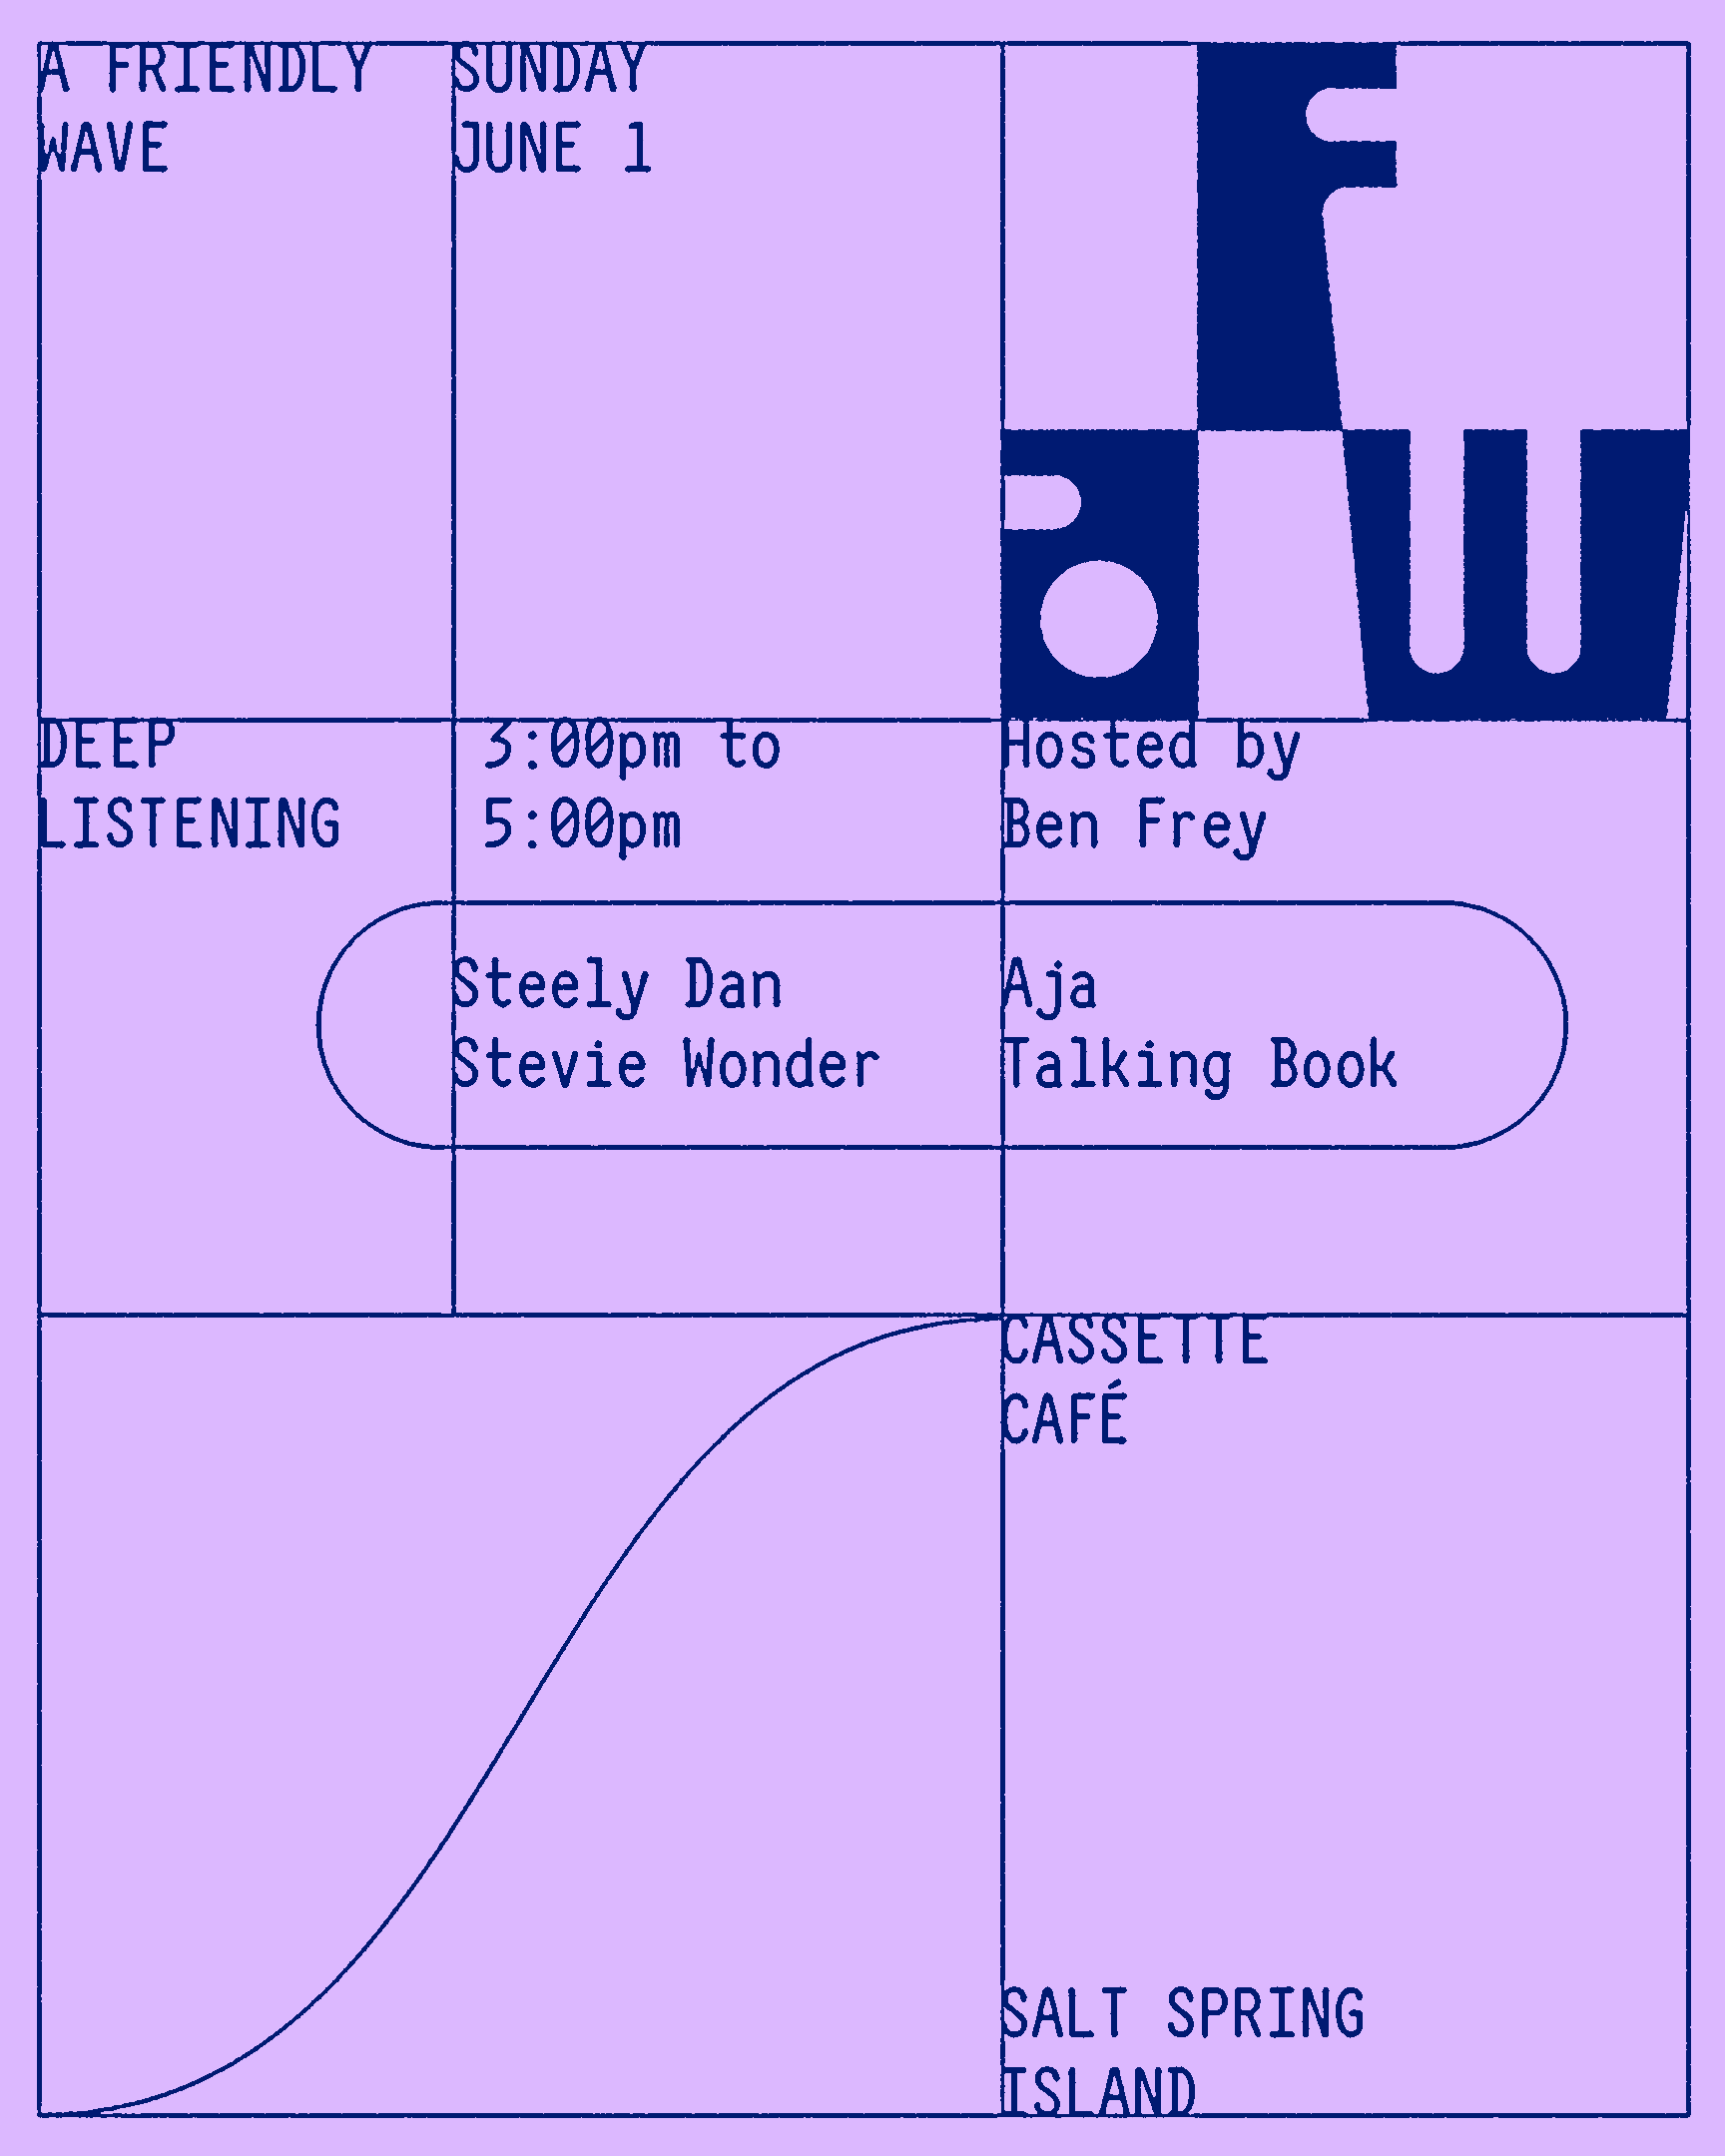 A FRIENDLY
WAVE
SUNDAY
JUNE 1
a F W
DEEP
LISTENING
3:00pm to
5:00pm
Hosted by
Ben Frey
Steely Dan Aja
Stevie Wonder Talking Book
CASSETTE
CAFÉ
SALT SPRING
ISLAND